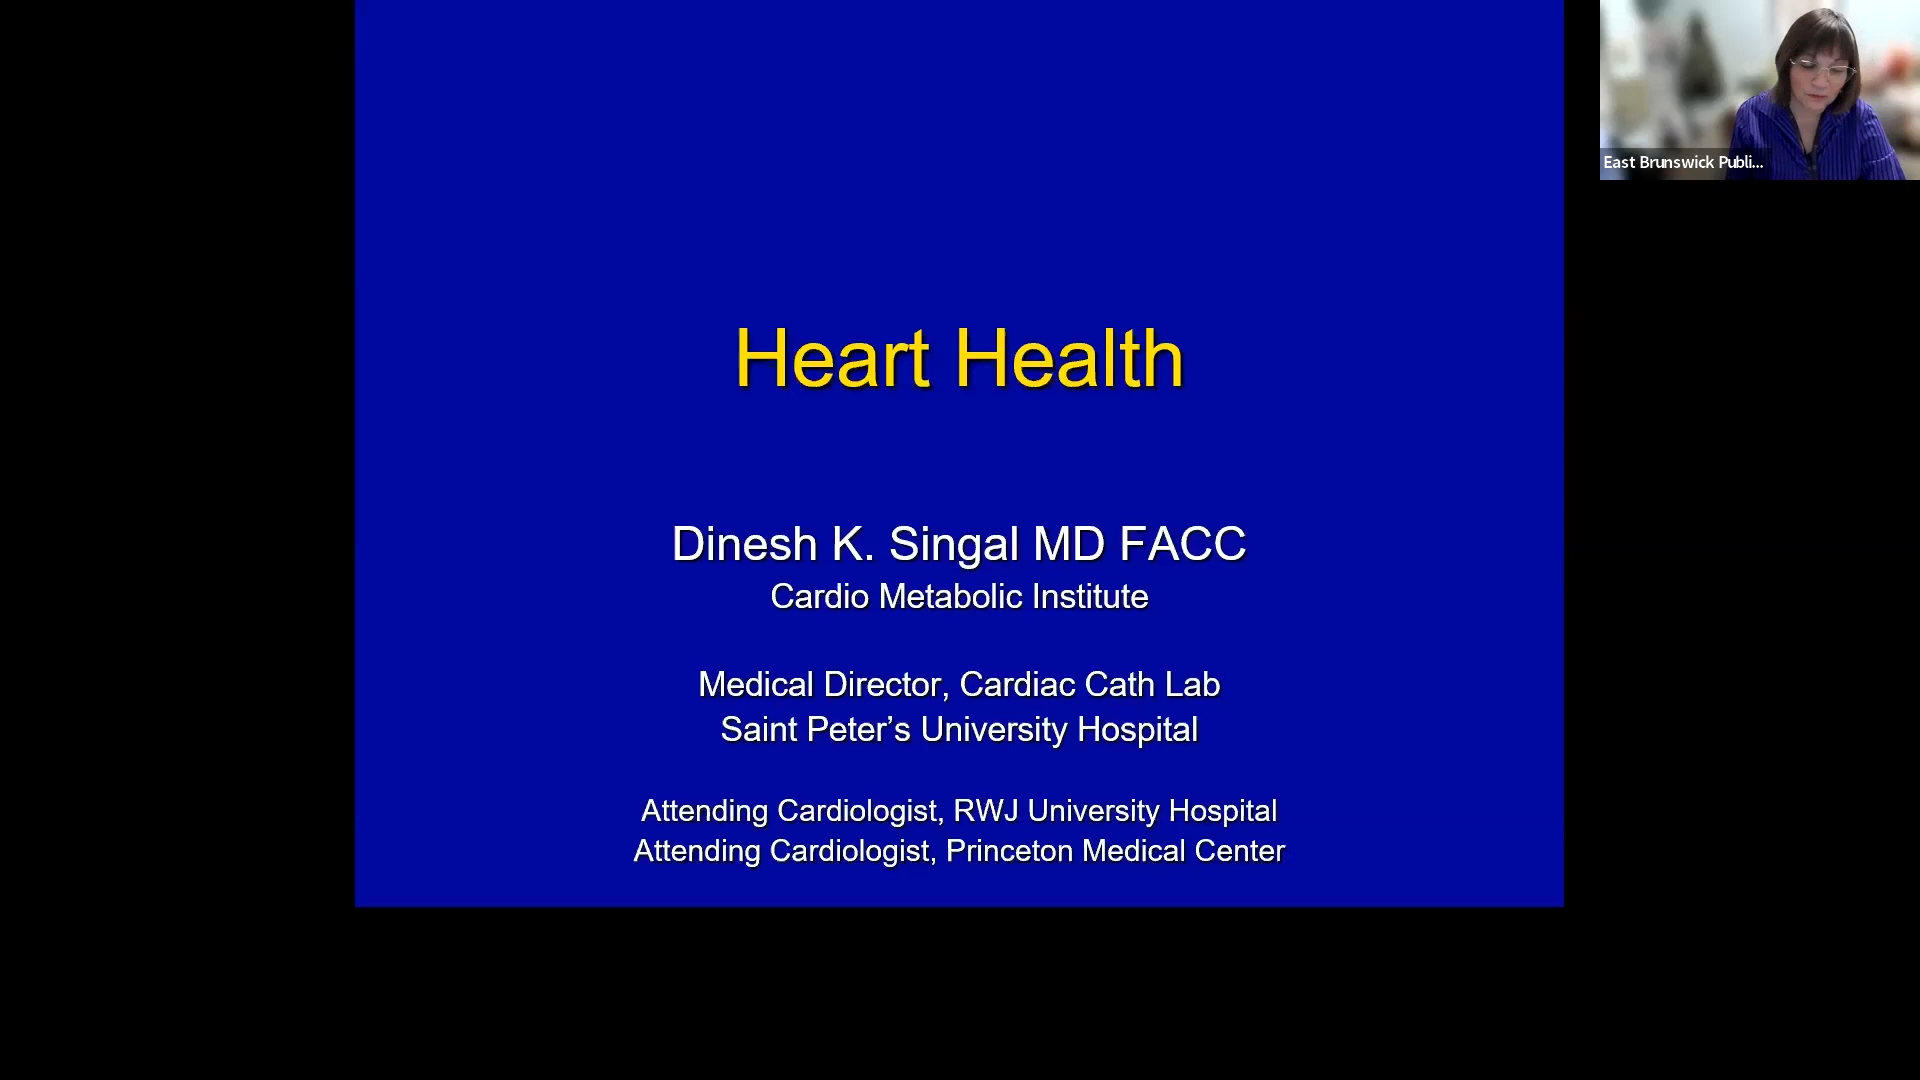 Heart Health
Dinesh K. Singal MD FACC
Cardio Metabolic Institute
Medical Director, Cardiac Cath Lab
Saint Peter’s University Hospital
Attending Cardiologist, RWJ University Hospital
Attending Cardiologist, Princeton Medical Center
East Brunswick Publi...